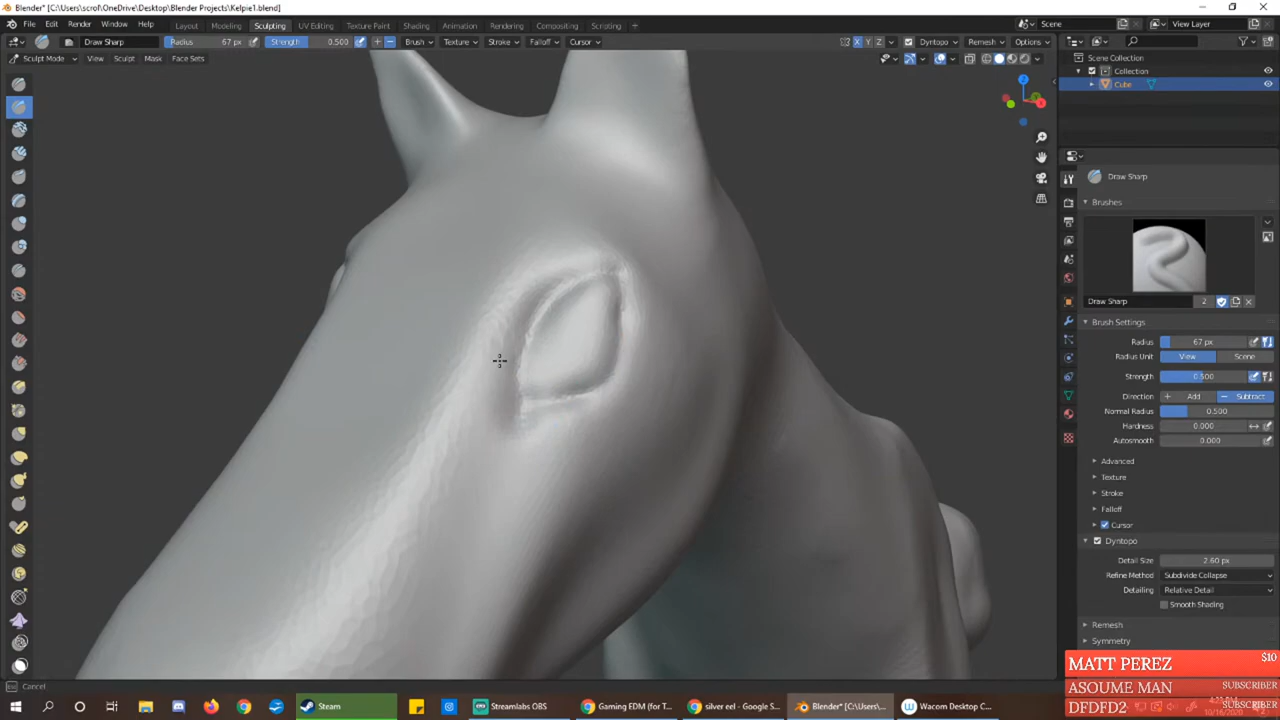 Blender* [C:\Users\scrof\OneDrive\Desktop\Blender Projects\Kelpie1.blend]
File Edit Render Window Help Layout Modeling Sculpting UV Editing Texture Paint Shading Animation Rendering Compositing Scripting + Scene View Layer
Draw Sharp Radius 67 px Strength 0.500 + − Brush Texture Stroke Falloff Cursor X Y Z Dyntopo Remesh Options
Sculpt Mode View Sculpt Mask Face Sets
Scene Collection
Collection
Cube
Draw Sharp
Brushes
Draw Sharp 2
Brush Settings
Radius 67 px
Radius Unit View Scene
Strength 0.500
Direction + Add − Subtract
Normal Radius 0.500
Hardness 0.000
Autosmooth 0.000
Advanced
Texture
Stroke
Falloff
Cursor
Dyntopo
Detail Size 2.60 px
Refine Method Subdivide Collapse
Detailing Relative Detail
Smooth Shading
Remesh
Symmetry
MATT PEREZ $10
ASOUME MAN SUBSCRIBER
DFDFD2 SUBSCRIBER
Cancel
Steam Streamlabs OBS Gaming EDM (for T... silver eel - Google S... Blender* [C:\Users\... Wacom Desktop C...
10/16/2020